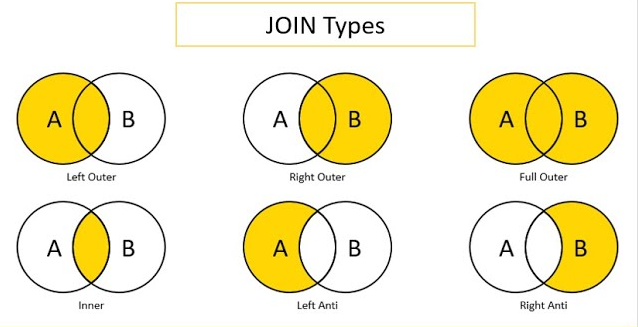 JOIN Types
A B
A B
A B
Left Outer
Right Outer
Full Outer
A B
A B
A B
Inner
Left Anti
Right Anti